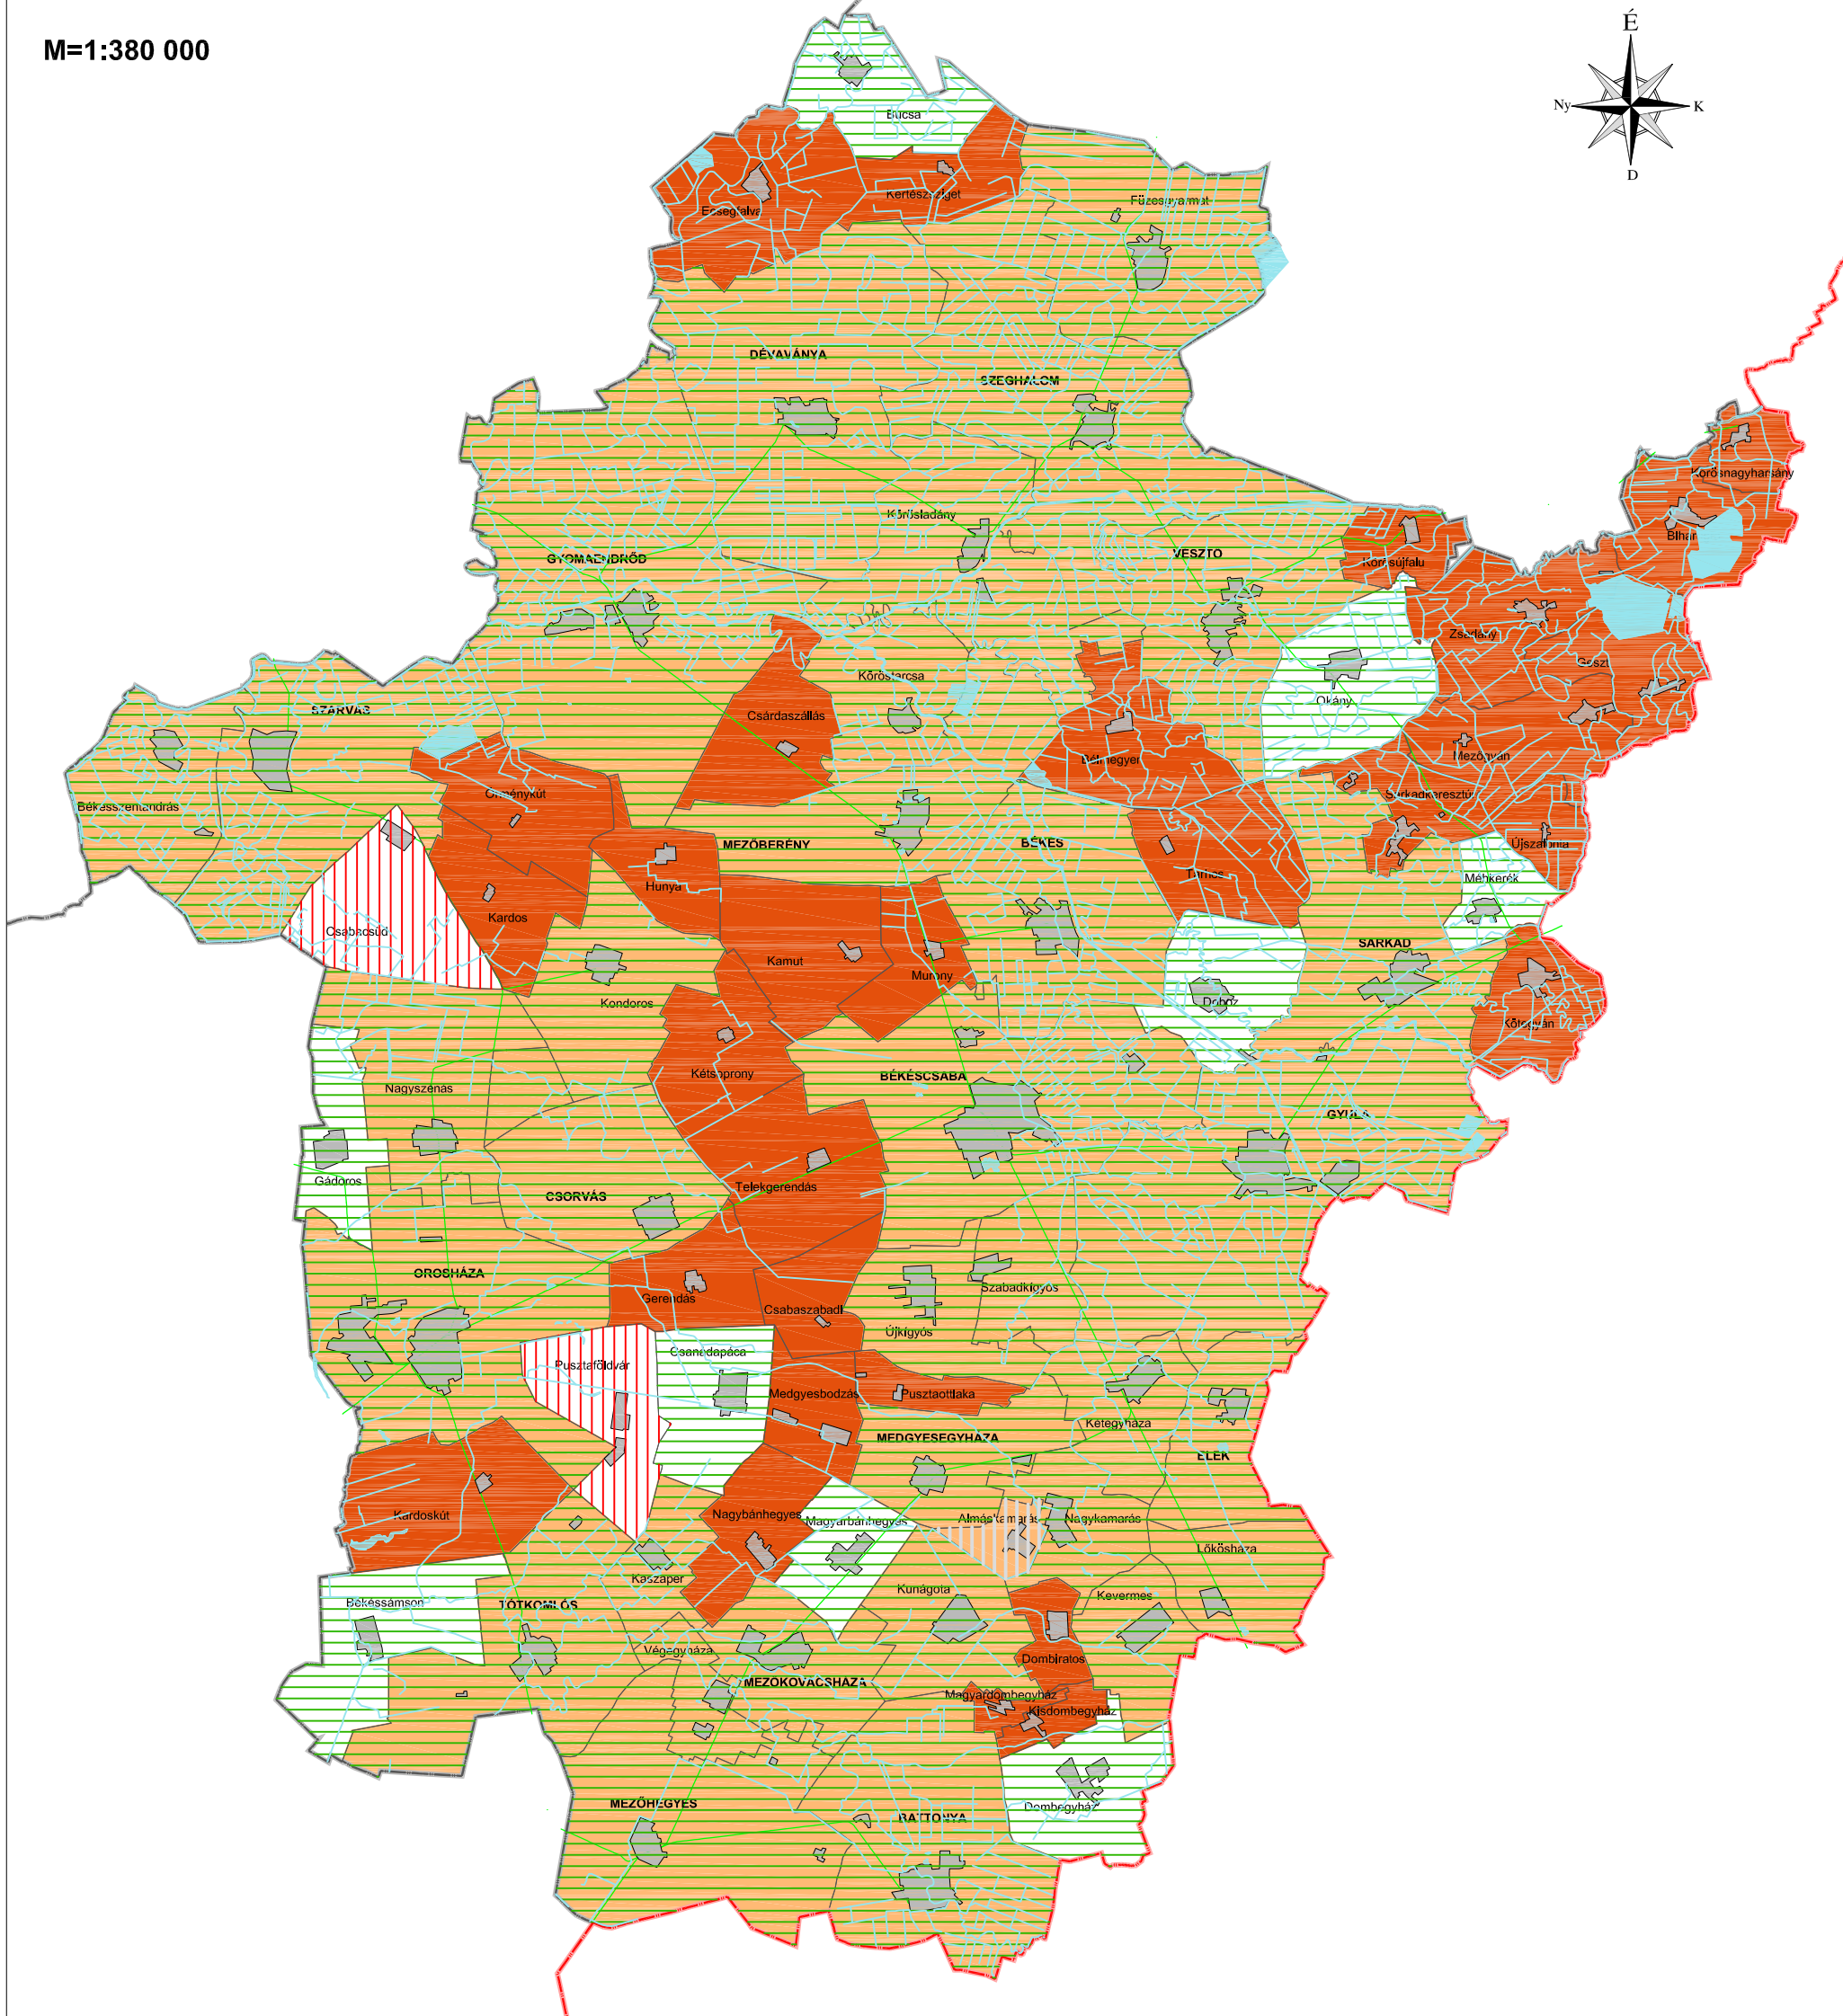 M=1:380 000
É
Ny
K
D
Bucsa
Kertészsziget
Ecsegfalva
Füzesgyarmat
DÉVAVÁNYA
SZEGHALOM
Körösnagyharsány
Körösladány
Bihar
VÉSZTŐ
GYOMAENDRŐD
Körösújfalu
Zsadány
Geszt
Köröstarcsa
Okány
SZARVAS
Csárdaszállás
Mezőgyán
Bélmegyer
Örménykút
Sarkadkeresztúr
Békésszentandrás
MEZŐBERÉNY
BÉKÉS
Újszalonta
Tarhos
Méhkerék
Hunya
Kardos
Csabacsűd
SARKAD
Kamut
Murony
Kondoros
Doboz
Kötegyán
Kétsoprony
BÉKÉSCSABA
Nagyszénás
GYULA
Gádoros
Telekgerendás
CSORVÁS
OROSHÁZA
Szabadkígyós
Gerendás
Csabaszabadi
Újkígyós
Csanádapáca
Pusztaföldvár
Medgyesbodzás
Pusztaottlaka
Kétegyháza
MEDGYESEGYHÁZA
ELEK
Kardoskút
Nagybánhegyes
Magyarbánhegyes
Almáskamarás
Nagykamarás
Lőkösháza
Kaszaper
Kunágota
Kevermes
Békéssámson
TÓTKOMLÓS
Végegyháza
Dombiratos
MEZŐKOVÁCSHÁZA
Magyardombegyház
Kisdombegyház
MEZŐHEGYES
Dombegyház
BATTONYA